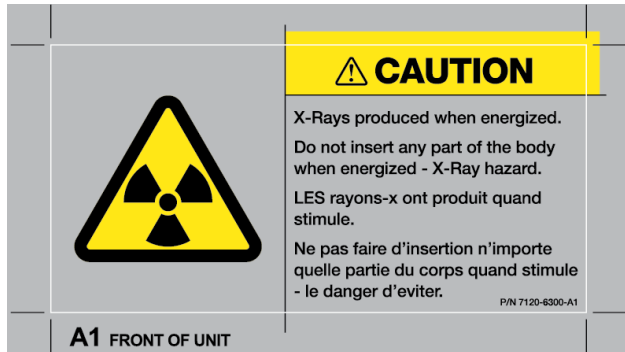 ⚠ CAUTION
X-Rays produced when energized.
Do not insert any part of the body
when energized - X-Ray hazard.
LES rayons-x ont produit quand
stimule.
Ne pas faire d'insertion n'importe
quelle partie du corps quand stimule
- le danger d'eviter.
P/N 7120-6300-A1
A1 FRONT OF UNIT